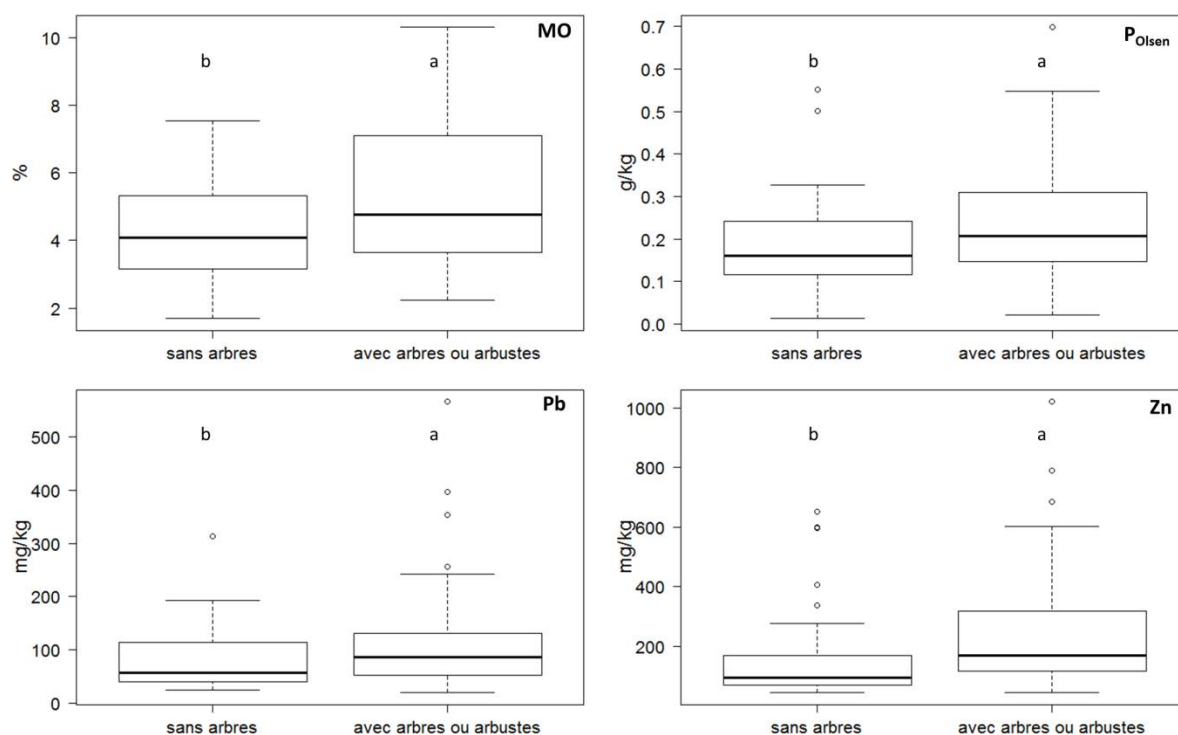 MO
%
10
8
6
4
2
b
a
sans arbres
avec arbres ou arbustes
P_Olsen
g/kg
0.7
0.6
0.5
0.4
0.3
0.2
0.1
0.0
b
a
sans arbres
avec arbres ou arbustes
Pb
mg/kg
500
400
300
200
100
0
b
a
sans arbres
avec arbres ou arbustes
Zn
mg/kg
1000
800
600
400
200
b
a
sans arbres
avec arbres ou arbustes